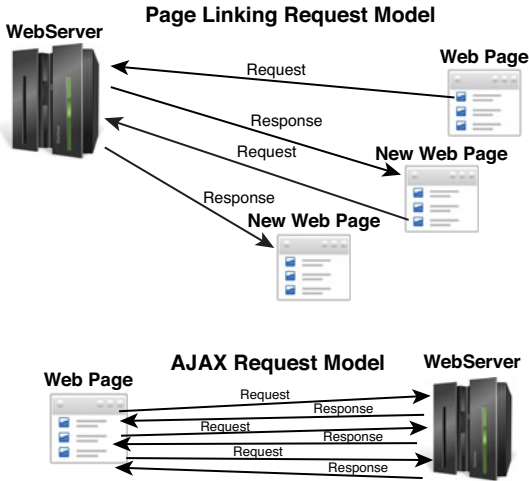 Page Linking Request Model
WebServer
Web Page
Request
Response
New Web Page
Request
Response
New Web Page
AJAX Request Model
WebServer
Web Page
Request
Response
Request
Response
Request
Response